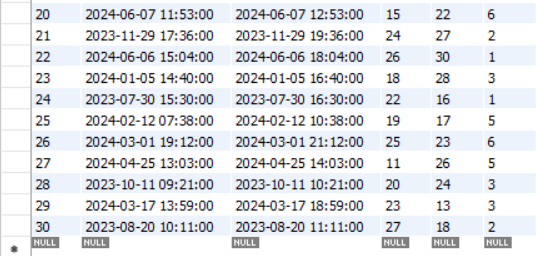 20 2024-06-07 11:53:00 2024-06-07 12:53:00 15 22 6
21 2023-11-29 17:36:00 2023-11-29 19:36:00 24 27 2
22 2024-06-06 15:04:00 2024-06-06 18:04:00 26 30 1
23 2024-01-05 14:40:00 2024-01-05 16:40:00 18 28 3
24 2023-07-30 15:30:00 2023-07-30 16:30:00 22 16 1
25 2024-02-12 07:38:00 2024-02-12 10:38:00 19 17 5
26 2024-03-01 19:12:00 2024-03-01 21:12:00 25 23 6
27 2024-04-25 13:03:00 2024-04-25 14:03:00 11 26 5
28 2023-10-11 09:21:00 2023-10-11 10:21:00 20 24 3
29 2024-03-17 13:59:00 2024-03-17 18:59:00 23 13 3
30 2023-08-20 10:11:00 2023-08-20 11:11:00 27 18 2
NULL NULL NULL NULL NULL NULL